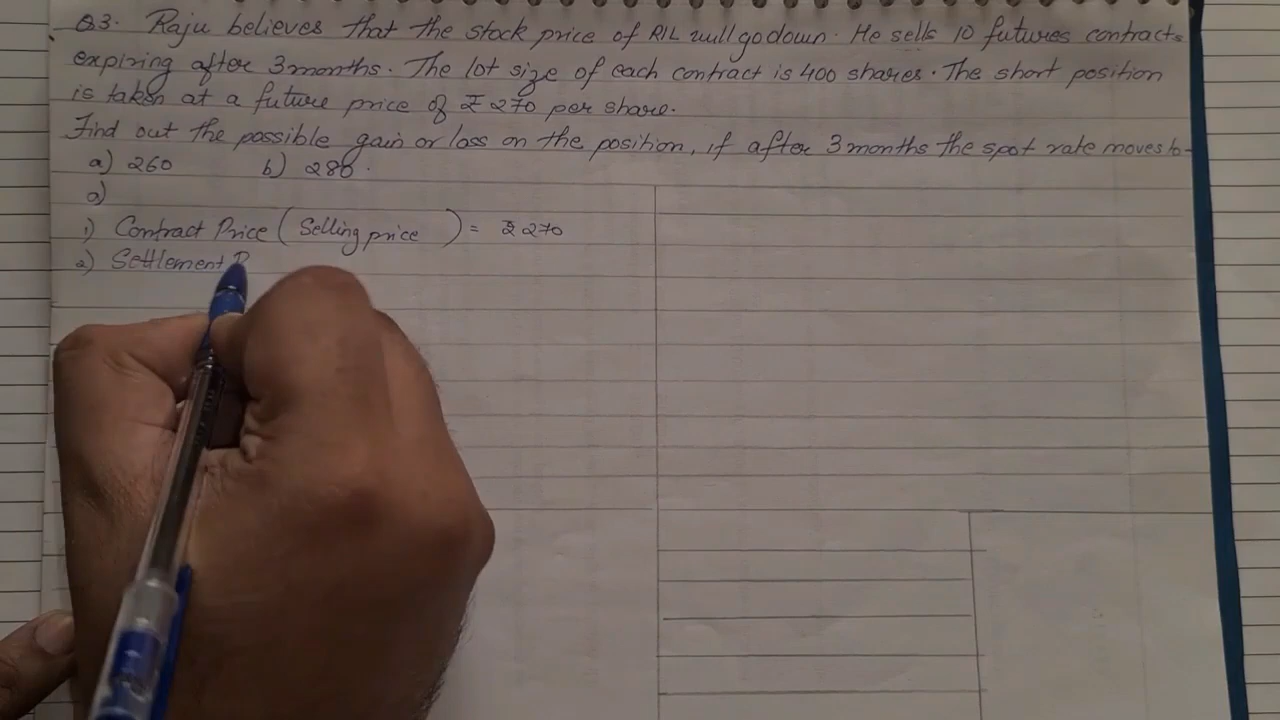 Q3. Raju believes that the stock price of RIL will go down. He sells 10 futures contracts
expiring after 3 months. The lot size of each contract is 400 shares. The short position
is taken at a future price of ₹270 per share.
Find out the possible gain or loss on the position, if after 3 months the spot rate moves to-
a) 260 b) 280.
a)
1) Contract Price (Selling price) = ₹270
2) Settlement P